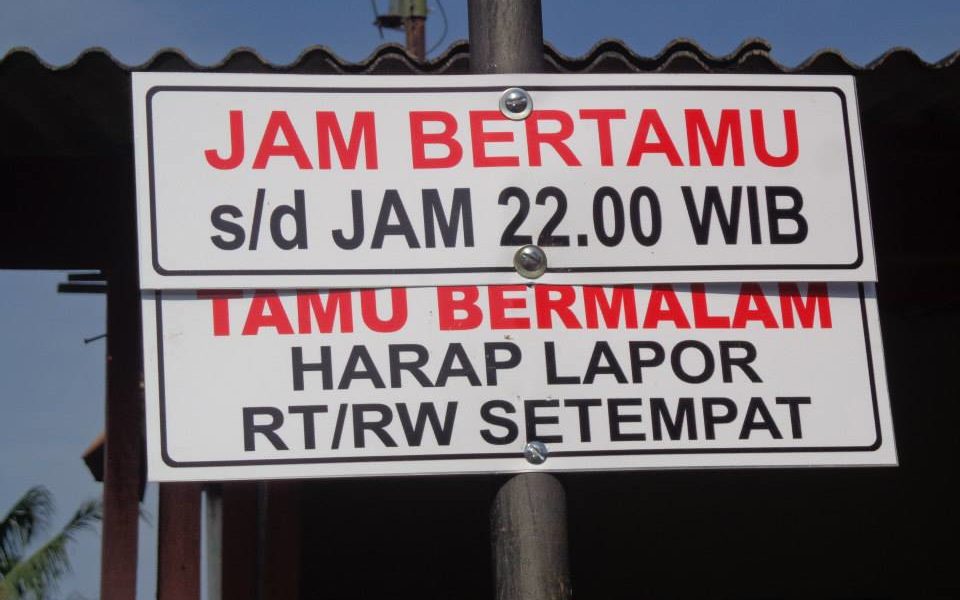 JAM BERTAMU
s/d JAM 22.00 WIB
TAMU BERMALAM
HARAP LAPOR
RT/RW SETEMPAT